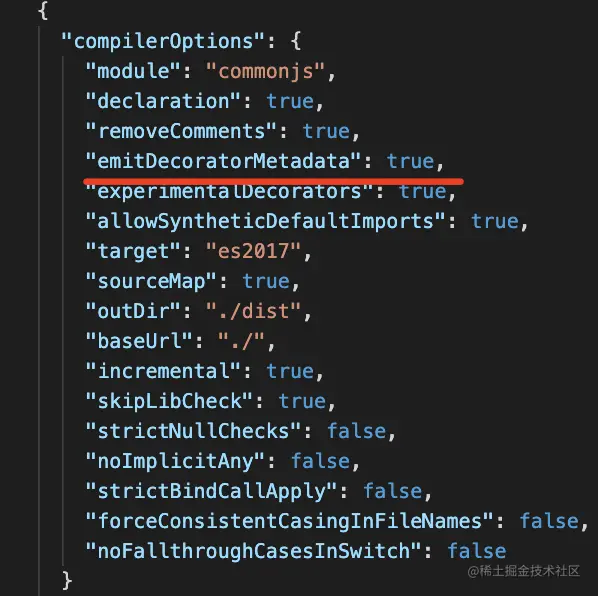 {
"compilerOptions": {
"module": "commonjs",
"declaration": true,
"removeComments": true,
"emitDecoratorMetadata": true,
"experimentalDecorators": true,
"allowSyntheticDefaultImports": true,
"target": "es2017",
"sourceMap": true,
"outDir": "./dist",
"baseUrl": "./",
"incremental": true,
"skipLibCheck": true,
"strictNullChecks": false,
"noImplicitAny": false,
"strictBindCallApply": false,
"forceConsistentCasingInFileNames": false,
"noFallthroughCasesInSwitch": false
}
@稀土掘金技术社区